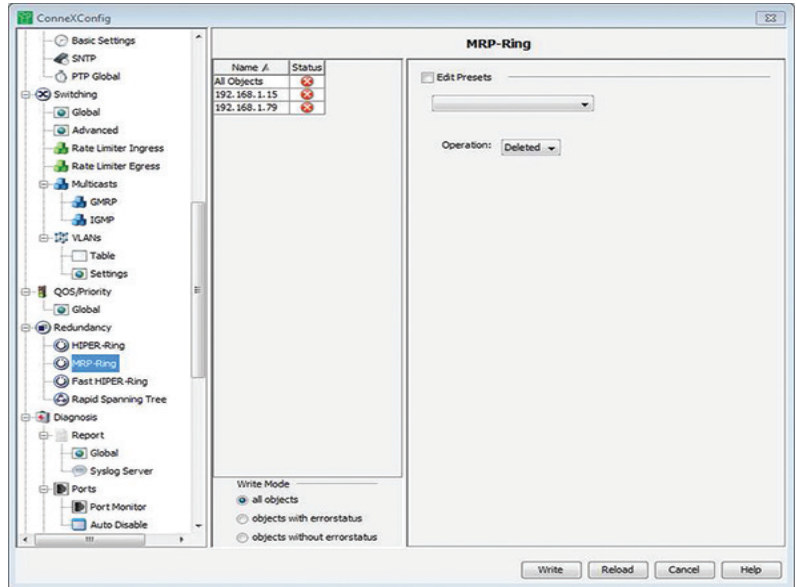 ConneXConfig
Basic Settings
SNTP
PTP Global
Switching
Global
Advanced
Rate Limiter Ingress
Rate Limiter Egress
Multicasts
GMRP
IGMP
VLANs
Table
Settings
QOS/Priority
Global
Redundancy
HIPER-Ring
MRP-Ring
Fast HIPER-Ring
Rapid Spanning Tree
Diagnosis
Report
Global
Syslog Server
Ports
Port Monitor
Auto Disable
MRP-Ring
Name Status
All Objects
192.168.1.15
192.168.1.79
Write Mode
all objects
objects with errorstatus
objects without errorstatus
Edit Presets
Operation: Deleted
Write Reload Cancel Help